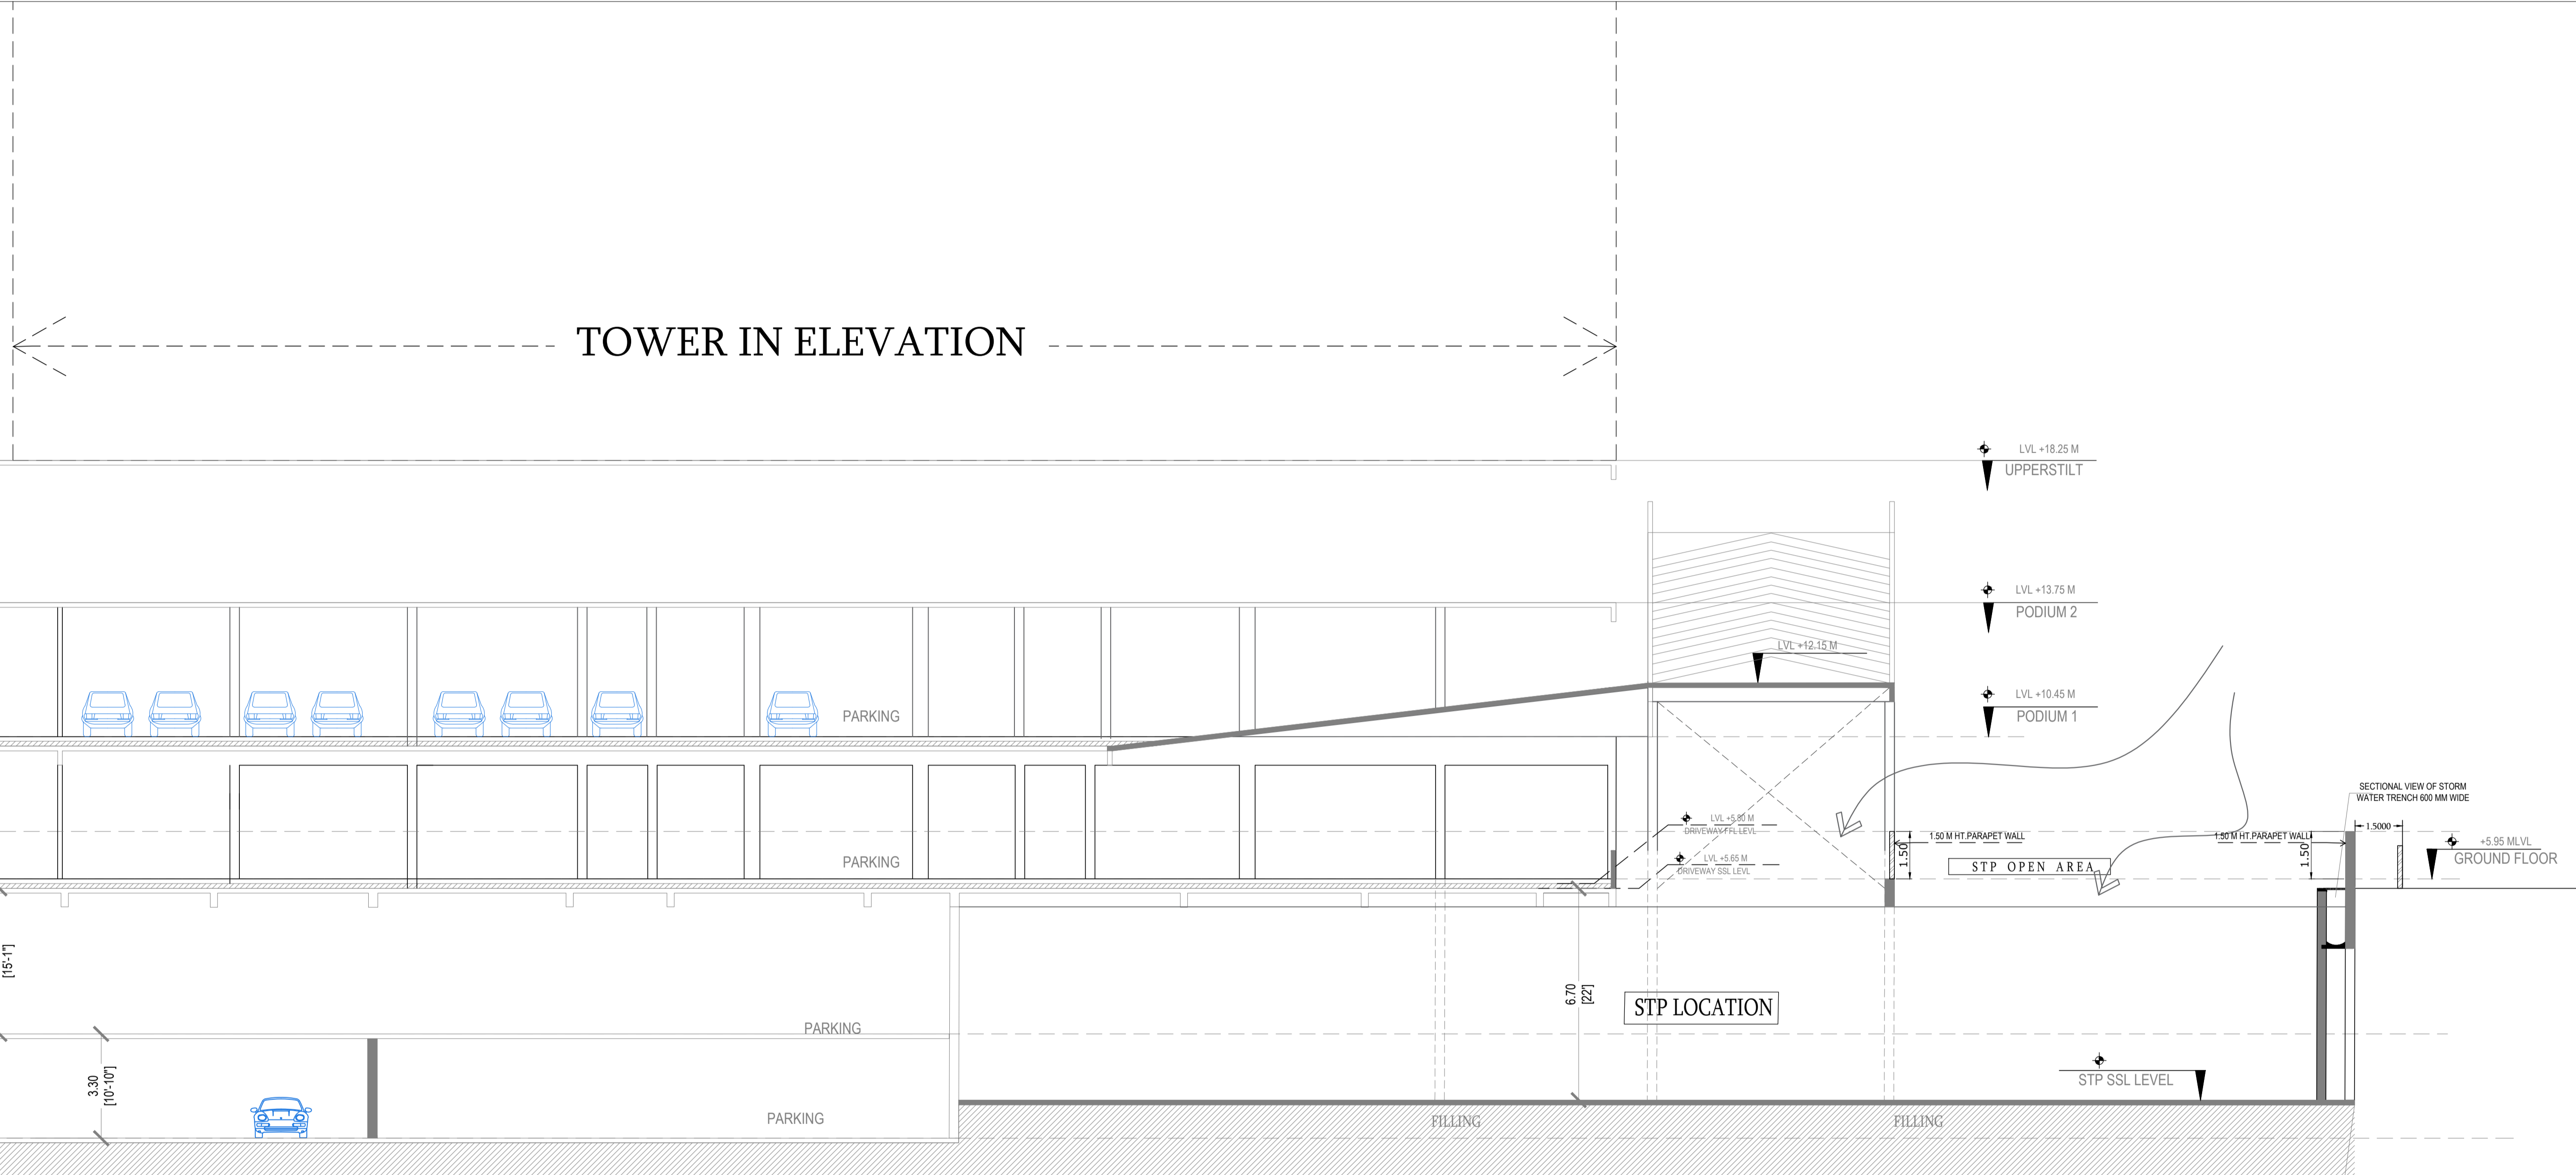 TOWER IN ELEVATION
LVL +18.25 M
UPPERSTILT
LVL +13.75 M
PODIUM 2
LVL +12.15 M
LVL +10.45 M
PODIUM 1
PARKING
SECTIONAL VIEW OF STORM
WATER TRENCH 600 MM WIDE
LVL +5.80 M
DRIVEWAY FFL LEVL
1.50
1.50 M HT.PARAPET WALL
1.50 M HT.PARAPET WALL
1.50
1.5000
+5.95 MLVL
GROUND FLOOR
PARKING
LVL +5.65 M
DRIVEWAY SSL LEVL
STP OPEN AREA
[15'-1"]
6.70
[22']
STP LOCATION
PARKING
3.30
[10'-10"]
STP SSL LEVEL
PARKING
FILLING
FILLING